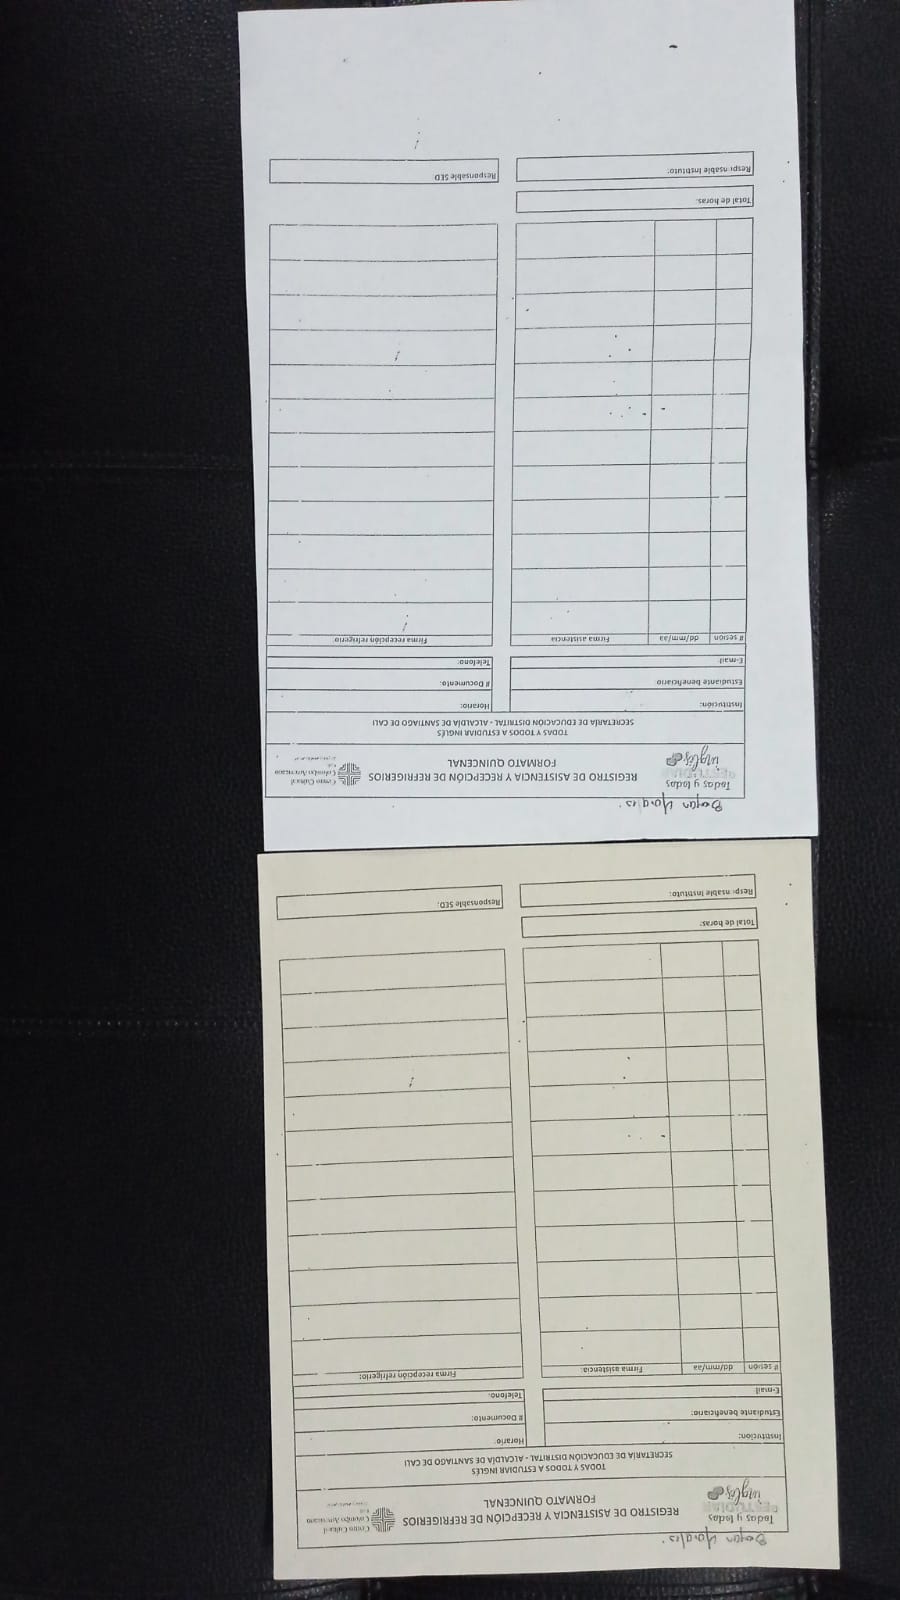 Bryan Morales.
Todas y todos
A ESTUDIAR
inglés
REGISTRO DE ASISTENCIA Y RECEPCIÓN DE REFRIGERIOS
FORMATO QUINCENAL
Centro Cultural
Colombo Americano
TODAS Y TODOS A ESTUDIAR INGLÉS
SECRETARÍA DE EDUCACIÓN DISTRITAL - ALCALDÍA DE SANTIAGO DE CALI
Institución:
Horario:
Estudiante beneficiario:
# Documento:
E-mail:
Telefono:
# sesión dd/mm/aa Firma asistencia:
Firma recepción refrigerio:
Total de horas:
Responsable Instituto:
Responsable SED:
Bryan Morales.
Todas y todos
A ESTUDIAR
inglés
REGISTRO DE ASISTENCIA Y RECEPCIÓN DE REFRIGERIOS
FORMATO QUINCENAL
Centro Cultural
Colombo Americano
TODAS Y TODOS A ESTUDIAR INGLÉS
SECRETARÍA DE EDUCACIÓN DISTRITAL - ALCALDÍA DE SANTIAGO DE CALI
Institución:
Horario:
Estudiante beneficiario
# Documento:
E-mail:
Telefono:
# sesión dd/mm/aa Firma asistencia
Firma recepción refrigerio
Total de horas:
Responsable Instituto:
Responsable SED